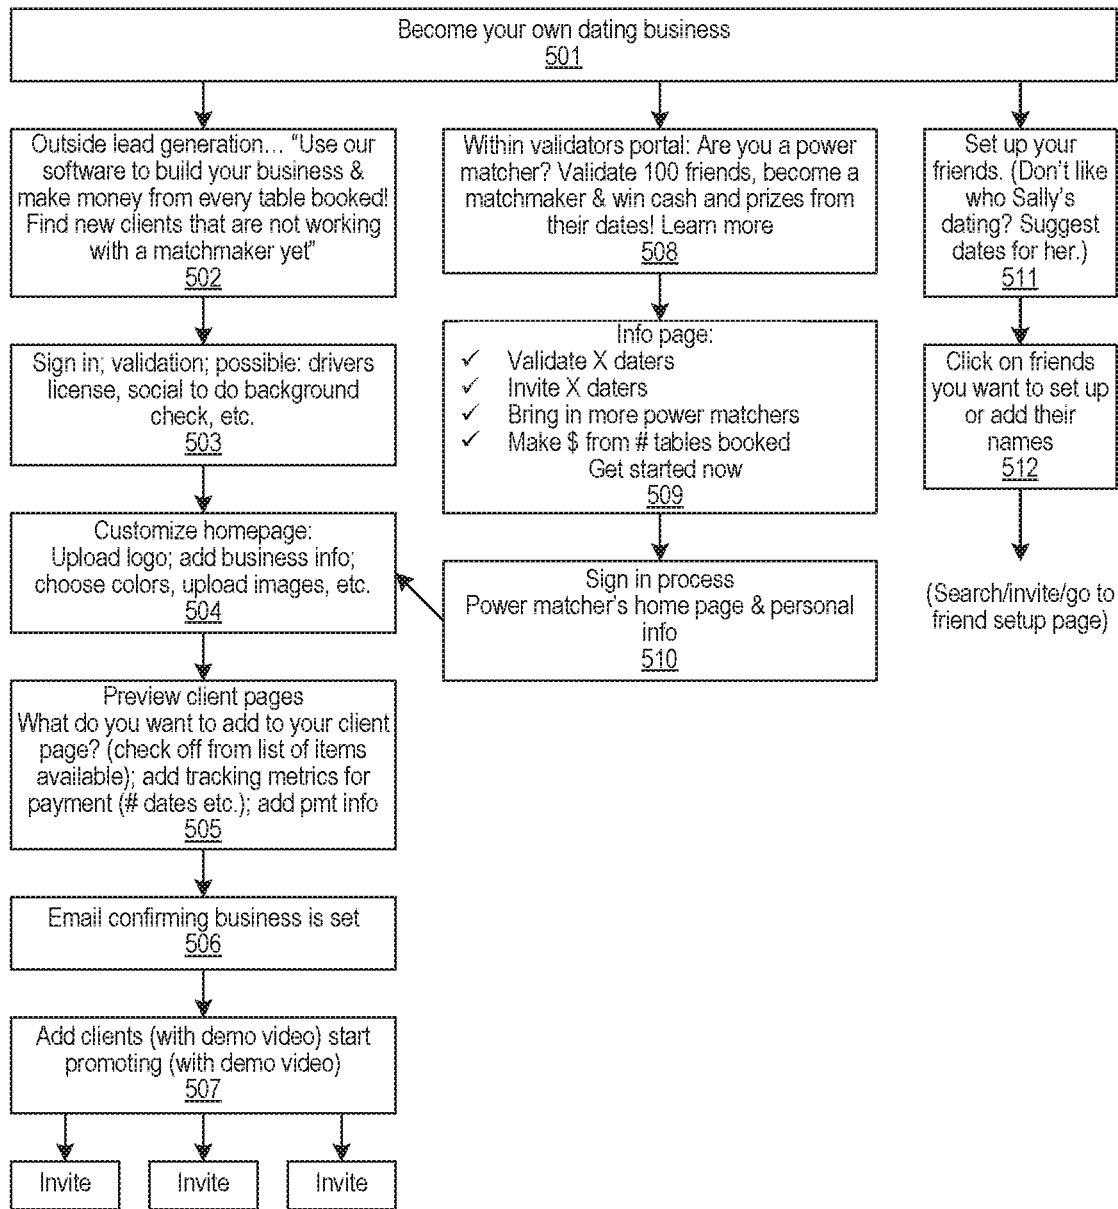 Become your own dating business
501
Outside lead generation... “Use our
software to build your business &
make money from every table booked!
Find new clients that are not working
with a matchmaker yet”
502
Sign in; validation; possible: drivers
license, social to do background
check, etc.
503
Customize homepage:
Upload logo; add business info;
choose colors, upload images, etc.
504
Preview client pages
What do you want to add to your client
page? (check off from list of items
available); add tracking metrics for
payment (# dates etc.); add pmt info
505
Email confirming business is set
506
Add clients (with demo video) start
promoting (with demo video)
507
Invite
Invite
Invite
Within validators portal: Are you a power
matcher? Validate 100 friends, become a
matchmaker & win cash and prizes from
their dates! Learn more
508
Info page:
✓ Validate X daters
✓ Invite X daters
✓ Bring in more power matchers
✓ Make $ from # tables booked
Get started now
509
Sign in process
Power matcher's home page & personal
info
510
Set up your
friends. (Don't like
who Sally's
dating? Suggest
dates for her.)
511
Click on friends
you want to set up
or add their
names
512
(Search/invite/go to
friend setup page)